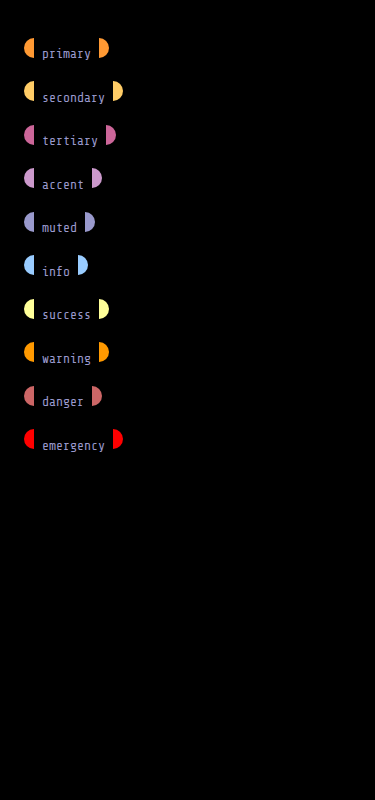 primary
secondary
tertiary
accent
muted
info
success
warning
danger
emergency